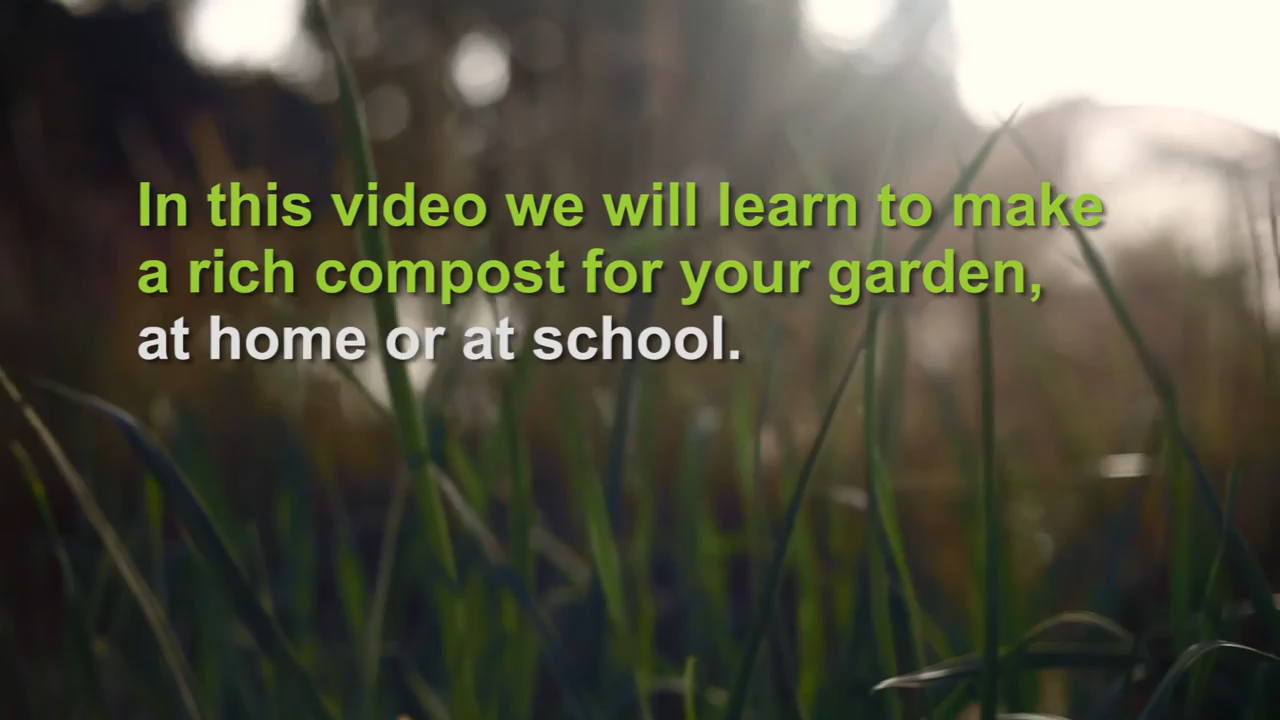 In this video we will learn to make
a rich compost for your garden,
at home or at school.